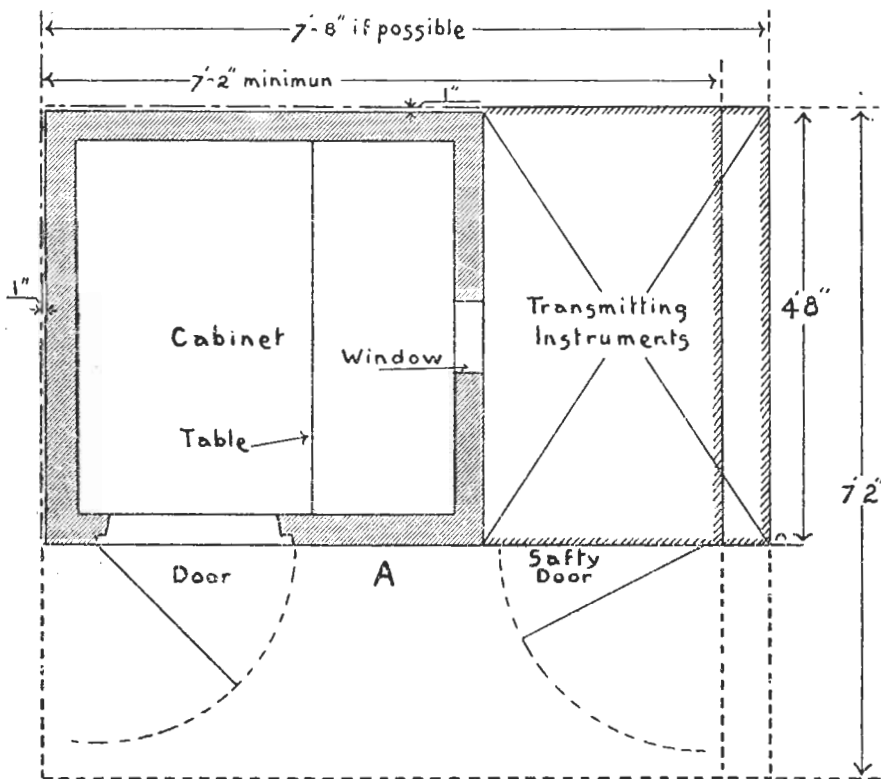 7'-8" if possible
7'-2" minimun
1"
1"
Cabinet
Transmitting
Instruments
4'8"
Window
Table
7'2"
Door
A
Safty
Door